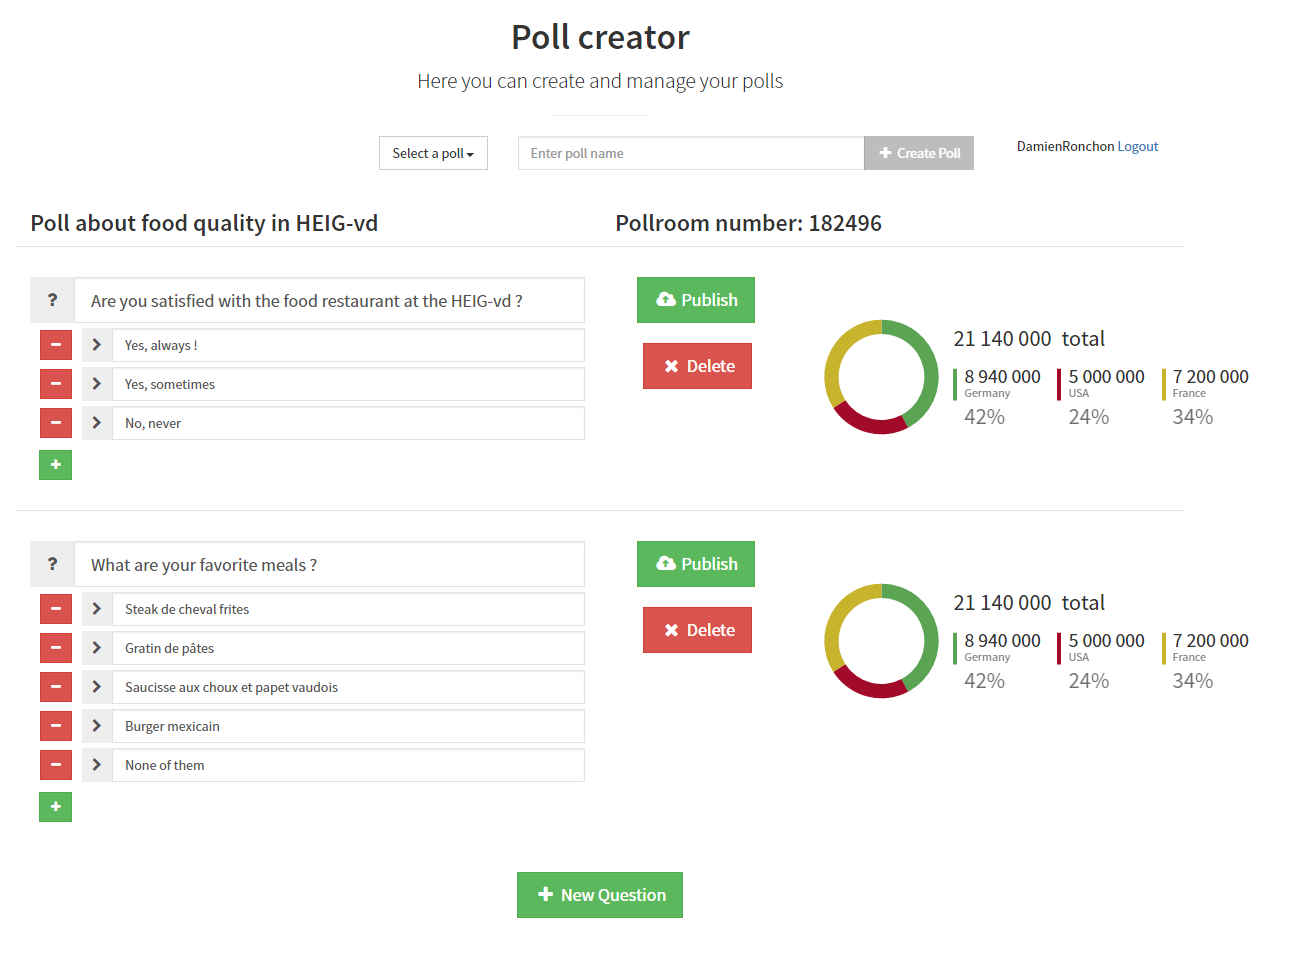 Poll creator
Here you can create and manage your polls
Select a poll
Enter poll name
Create Poll
DamienRonchon Logout
Poll about food quality in HEIG-vd
Pollroom number: 182496
? Are you satisfied with the food restaurant at the HEIG-vd ?
Yes, always !
Yes, sometimes
No, never
Publish
Delete
21 140 000 total
8 940 000 5 000 000 7 200 000
Germany USA France
42% 24% 34%
? What are your favorite meals ?
Steak de cheval frites
Gratin de pâtes
Saucisse aux choux et papet vaudois
Burger mexicain
None of them
Publish
Delete
21 140 000 total
8 940 000 5 000 000 7 200 000
Germany USA France
42% 24% 34%
New Question